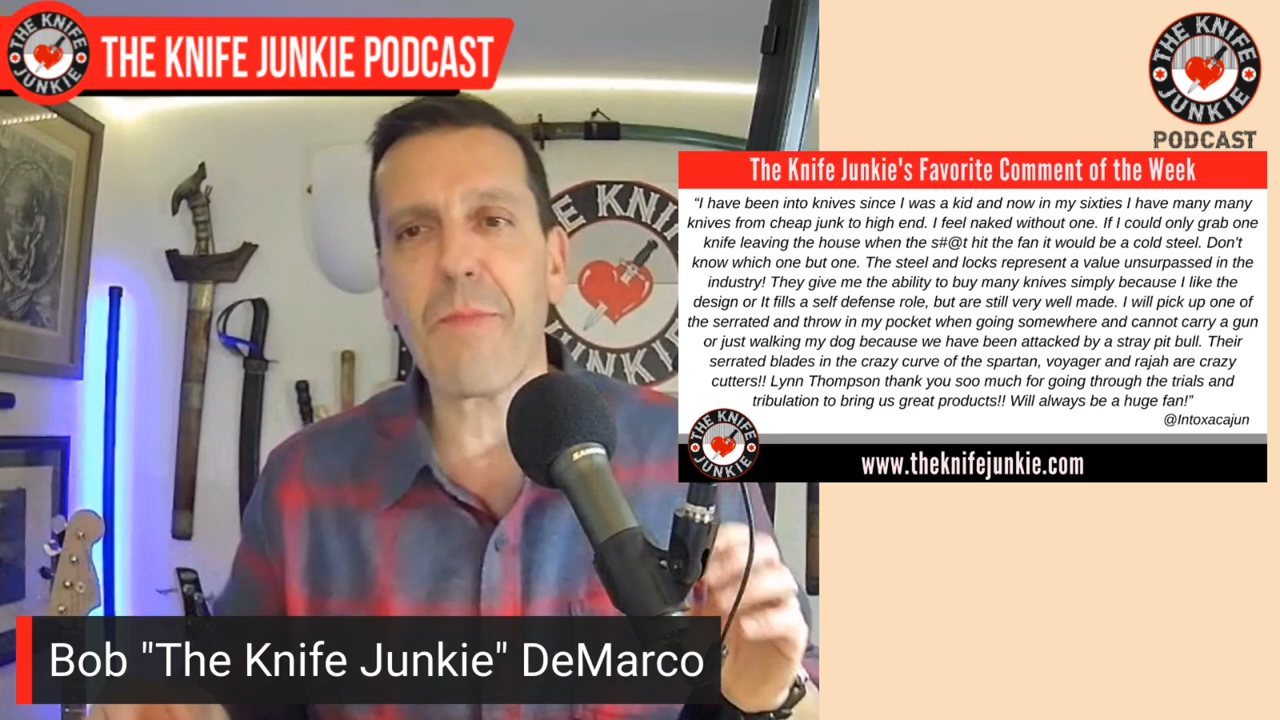 THE KNIFE JUNKIE
THE KNIFE JUNKIE PODCAST
THE KNIFE JUNKIE
PODCAST
The Knife Junkie's Favorite Comment of the Week
“I have been into knives since I was a kid and now in my sixties I have many many
knives from cheap junk to high end. I feel naked without one. If I could only grab one
knife leaving the house when the s#@t hit the fan it would be a cold steel. Don't
know which one but one. The steel and locks represent a value unsurpassed in the
industry! They give me the ability to buy many knives simply because I like the
design or It fills a self defense role, but are still very well made. I will pick up one of
the serrated and throw in my pocket when going somewhere and cannot carry a gun
or just walking my dog because we have been attacked by a stray pit bull. Their
serrated blades in the crazy curve of the spartan, voyager and rajah are crazy
cutters!! Lynn Thompson thank you soo much for going through the trials and
tribulation to bring us great products!! Will always be a huge fan!”
@Intoxacajun
THE KNIFE JUNKIE
www.theknifejunkie.com
SAMSON
Bob "The Knife Junkie" DeMarco